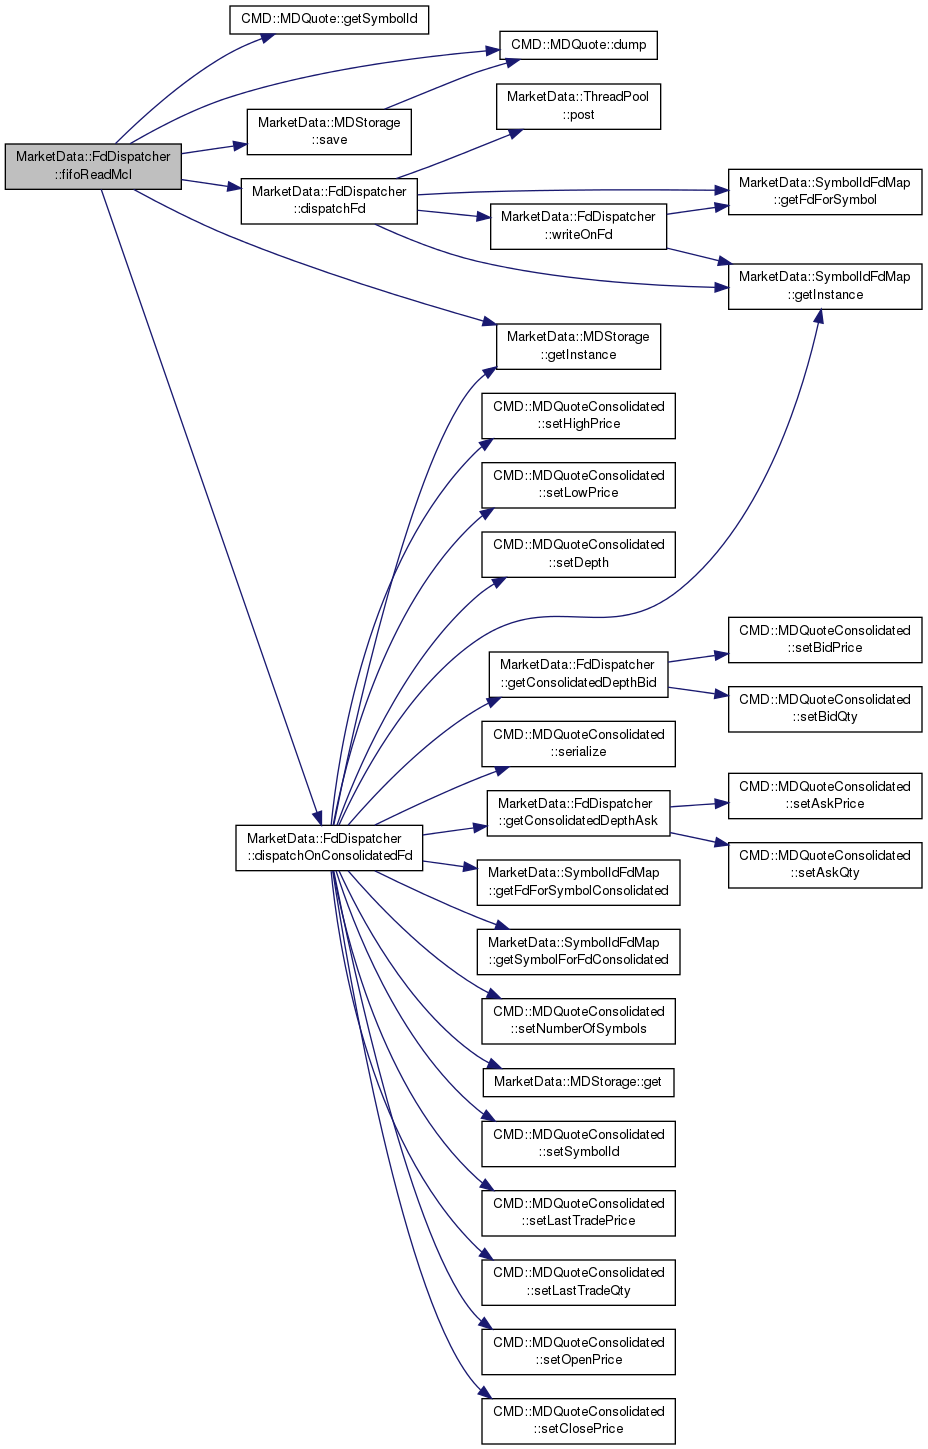 CMD::MDQuote::getSymbolId
CMD::MDQuote::dump
MarketData::ThreadPool
::post
MarketData::MDStorage
::save
MarketData::FdDispatcher
::fifoReadMcl
MarketData::FdDispatcher
::dispatchFd
MarketData::SymbolIdFdMap
::getFdForSymbol
MarketData::FdDispatcher
::writeOnFd
MarketData::SymbolIdFdMap
::getInstance
MarketData::MDStorage
::getInstance
CMD::MDQuoteConsolidated
::setHighPrice
CMD::MDQuoteConsolidated
::setLowPrice
CMD::MDQuoteConsolidated
::setDepth
CMD::MDQuoteConsolidated
::setBidPrice
MarketData::FdDispatcher
::getConsolidatedDepthBid
CMD::MDQuoteConsolidated
::setBidQty
CMD::MDQuoteConsolidated
::serialize
CMD::MDQuoteConsolidated
::setAskPrice
MarketData::FdDispatcher
::getConsolidatedDepthAsk
MarketData::FdDispatcher
::dispatchOnConsolidatedFd
CMD::MDQuoteConsolidated
::setAskQty
MarketData::SymbolIdFdMap
::getFdForSymbolConsolidated
MarketData::SymbolIdFdMap
::getSymbolForFdConsolidated
CMD::MDQuoteConsolidated
::setNumberOfSymbols
MarketData::MDStorage::get
CMD::MDQuoteConsolidated
::setSymbolId
CMD::MDQuoteConsolidated
::setLastTradePrice
CMD::MDQuoteConsolidated
::setLastTradeQty
CMD::MDQuoteConsolidated
::setOpenPrice
CMD::MDQuoteConsolidated
::setClosePrice